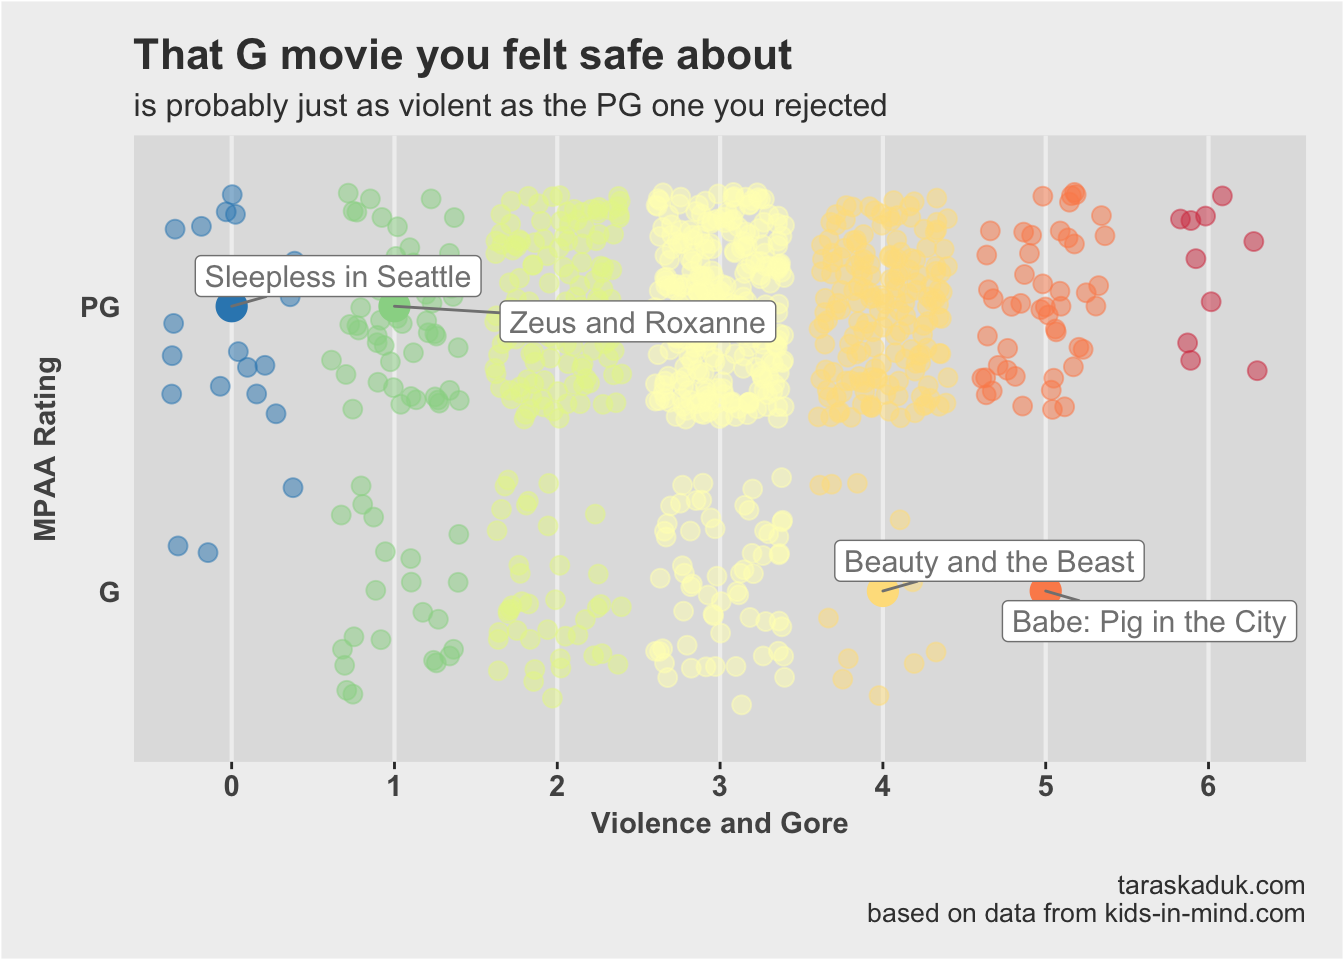 That G movie you felt safe about
is probably just as violent as the PG one you rejected
Sleepless in Seattle
PG
Zeus and Roxanne
MPAA Rating
Beauty and the Beast
G
Babe: Pig in the City
0 1 2 3 4 5 6
Violence and Gore
taraskaduk.com
based on data from kids-in-mind.com